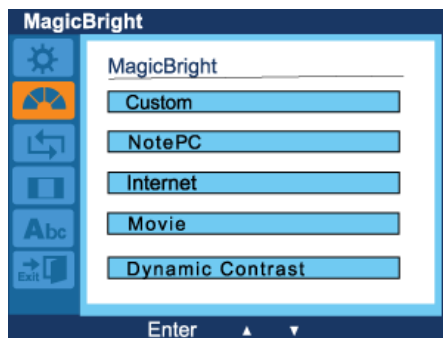 MagicBright
MagicBright
Custom
NotePC
Internet
Movie
Dynamic Contrast
Abc
Exit
Enter ▲ ▼